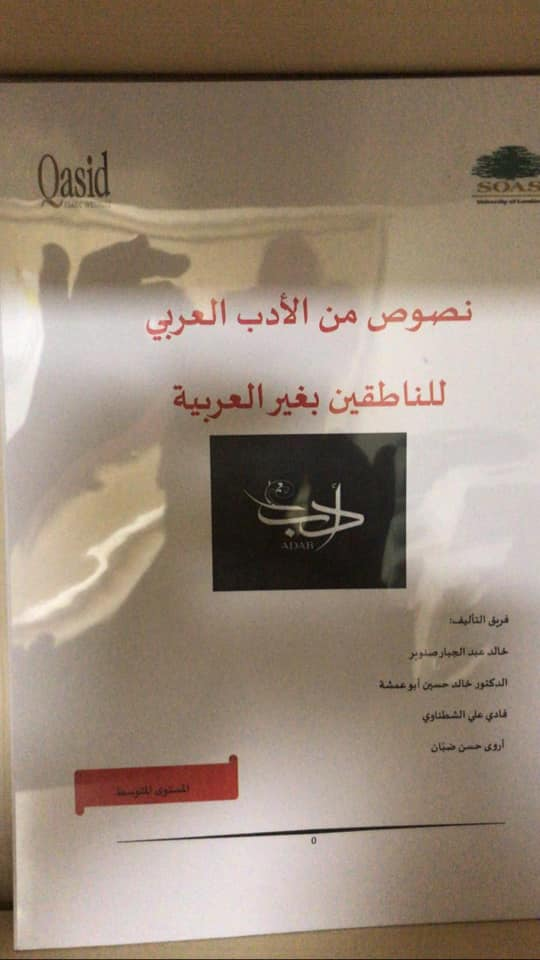 Qasid
SOAS
University of London
نصوص من الأدب العربي
للناطقين بغير العربية
أدب
ADAB
فريق التأليف:
خالد عبد الجبار صنوبر
الدكتور خالد حسين أبو عمشة
فادي علي الشطناوي
أروى حسن ضبّان
المستوى المتوسط
0